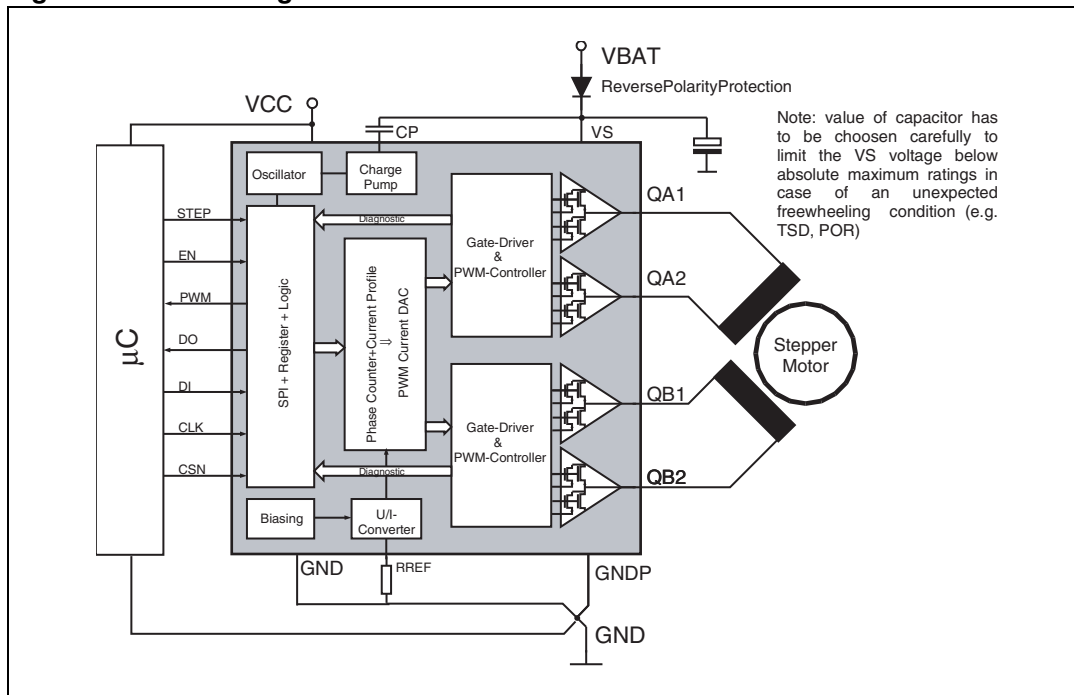 VBAT
ReversePolarityProtection
VCC
CP
VS
Note: value of capacitor has
to be choosen carefully to
limit the VS voltage below
absolute maximum ratings in
case of an unexpected
freewheeling condition (e.g.
TSD, POR)
µC
STEP
EN
PWM
DO
DI
CLK
CSN
Oscillator
Charge
Pump
SPI + Register + Logic
Diagnostic
Phase Counter+Current Profile
⇓
PWM Current DAC
Gate-Driver
&
PWM-Controller
QA1
QA2
Gate-Driver
&
PWM-Controller
QB1
QB2
Stepper
Motor
Diagnostic
Biasing
U/I-
Converter
GND
RREF
GNDP
GND